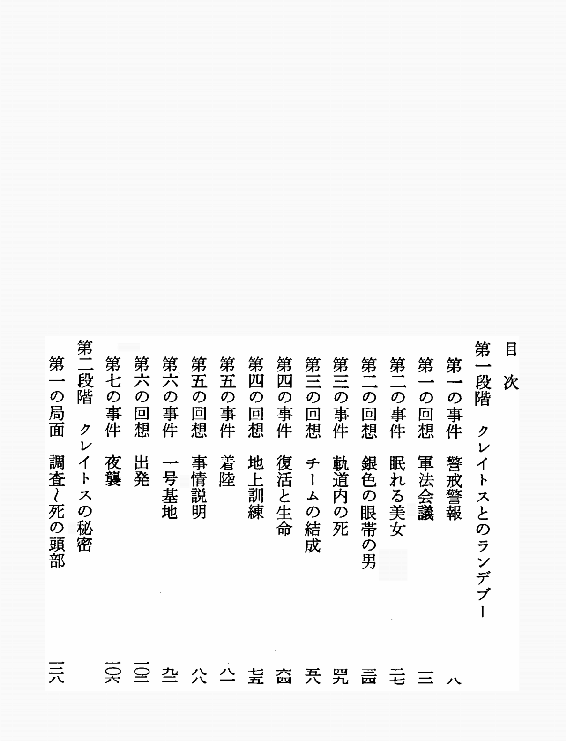 目次
第一段階　クレイトスとのランデブー
第一の事件　警戒警報　八
第一の回想　軍法会議　一三
第二の事件　眠れる美女　二七
第二の回想　銀色の眼帯の男　三四
第三の事件　軌道内の死　四九
第三の回想　チームの結成　五八
第四の事件　復活と生命　六四
第四の回想　地上訓練　七五
第五の事件　着陸　八一
第五の回想　事情説明　八八
第六の事件　一号基地　九二
第六の回想　出発　一〇二
第七の事件　夜襲　一〇六
第二段階　クレイトスの秘密
第一の局面　調査～死の頭部　一二八